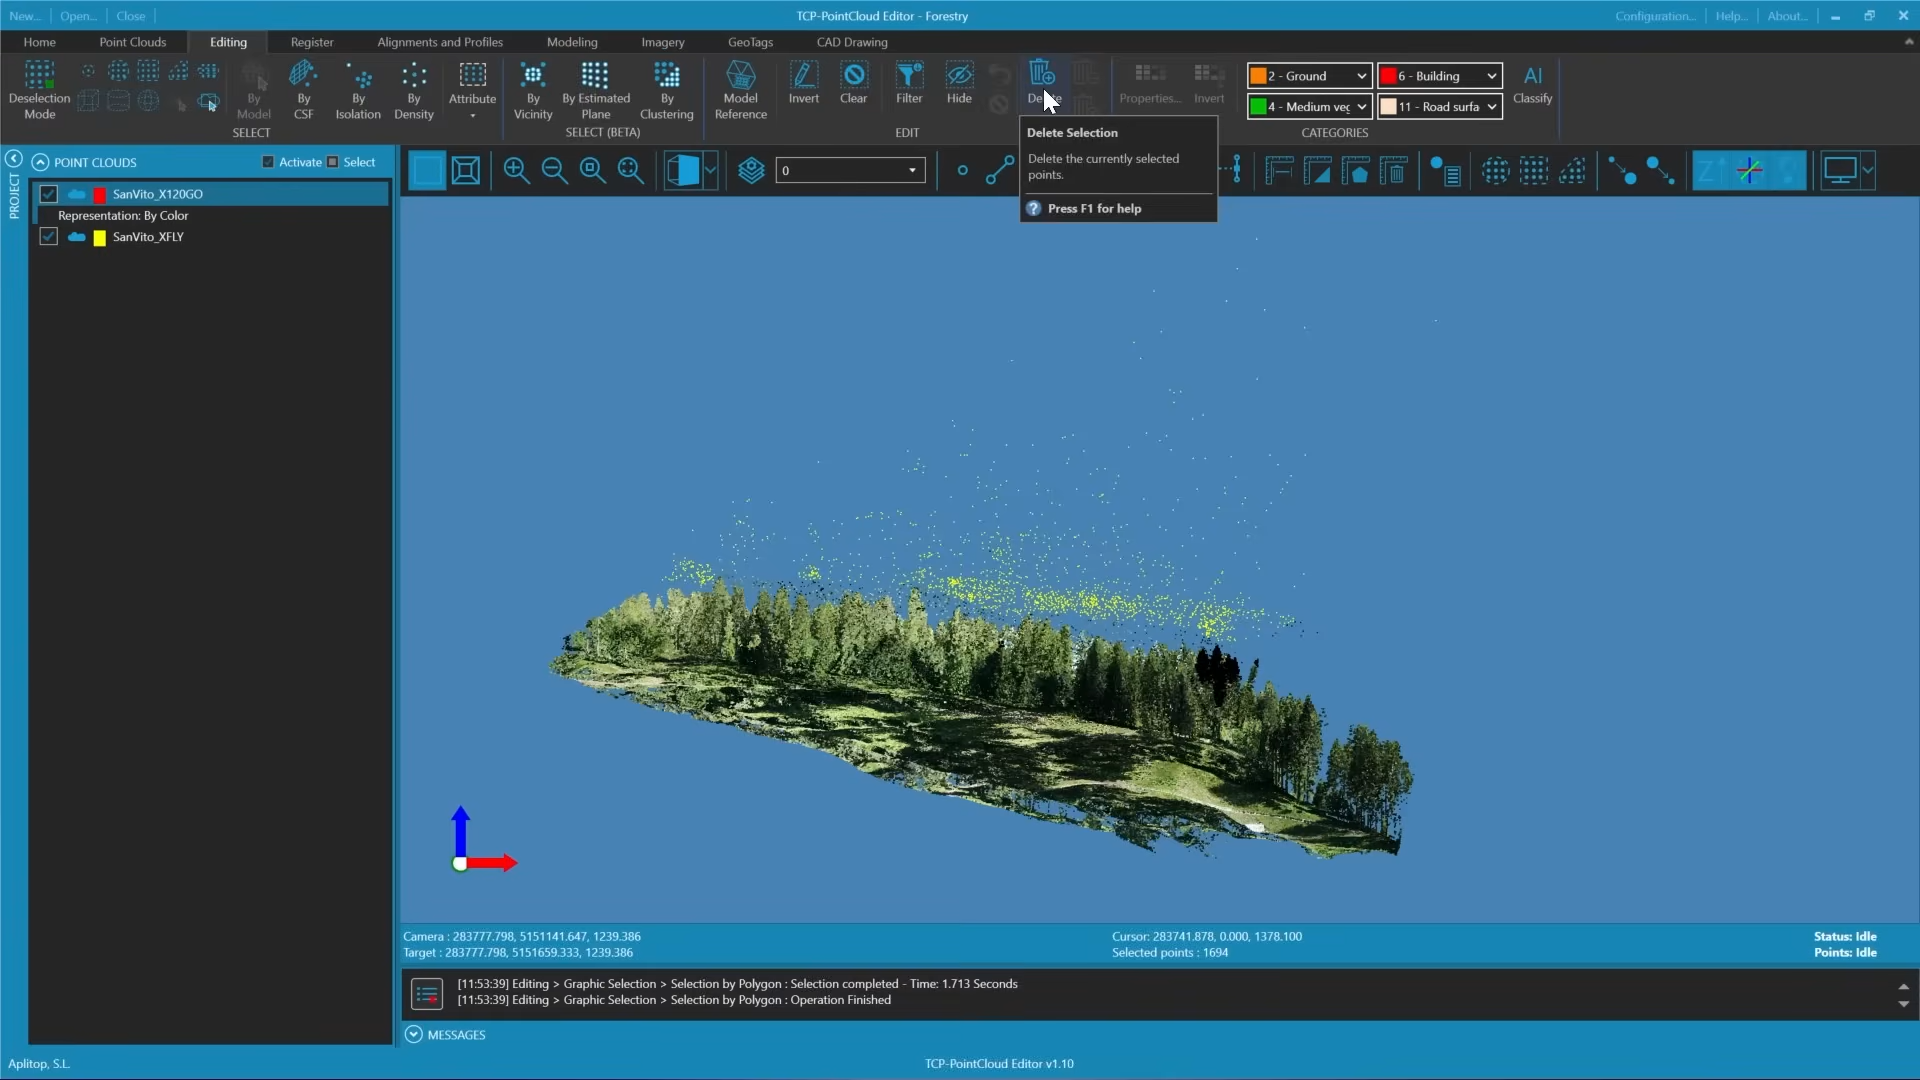 New...
Open...
Close
TCP-PointCloud Editor - Forestry
Configuration...
Help...
About...
Home
Point Clouds
Editing
Register
Alignments and Profiles
Modeling
Imagery
GeoTags
CAD Drawing
Deselection
Mode
By
Model
By
CSF
By
Isolation
By
Density
Attribute
SELECT
By
Vicinity
By Estimated
Plane
By
Clustering
SELECT (BETA)
Model
Reference
Invert
Clear
Filter
Hide
EDIT
Properties...
Invert
2 - Ground
6 - Building
4 - Medium veg
11 - Road surfa
AI
Classify
CATEGORIES
Delete Selection
Delete the currently selected
points.
Press F1 for help
PROJECT
POINT CLOUDS
Activate
Select
0
SanVito_X120GO
Representation: By Color
SanVito_XFLY
Camera : 283777.798, 5151141.647, 1239.386
Target : 283777.798, 5151659.333, 1239.386
Cursor: 283741.878, 0.000, 1378.100
Selected points : 1694
Status: Idle
Points: Idle
[11:53:39] Editing > Graphic Selection > Selection by Polygon : Selection completed - Time: 1.713 Seconds
[11:53:39] Editing > Graphic Selection > Selection by Polygon : Operation Finished
MESSAGES
Aplitop, S.L.
TCP-PointCloud Editor v1.10